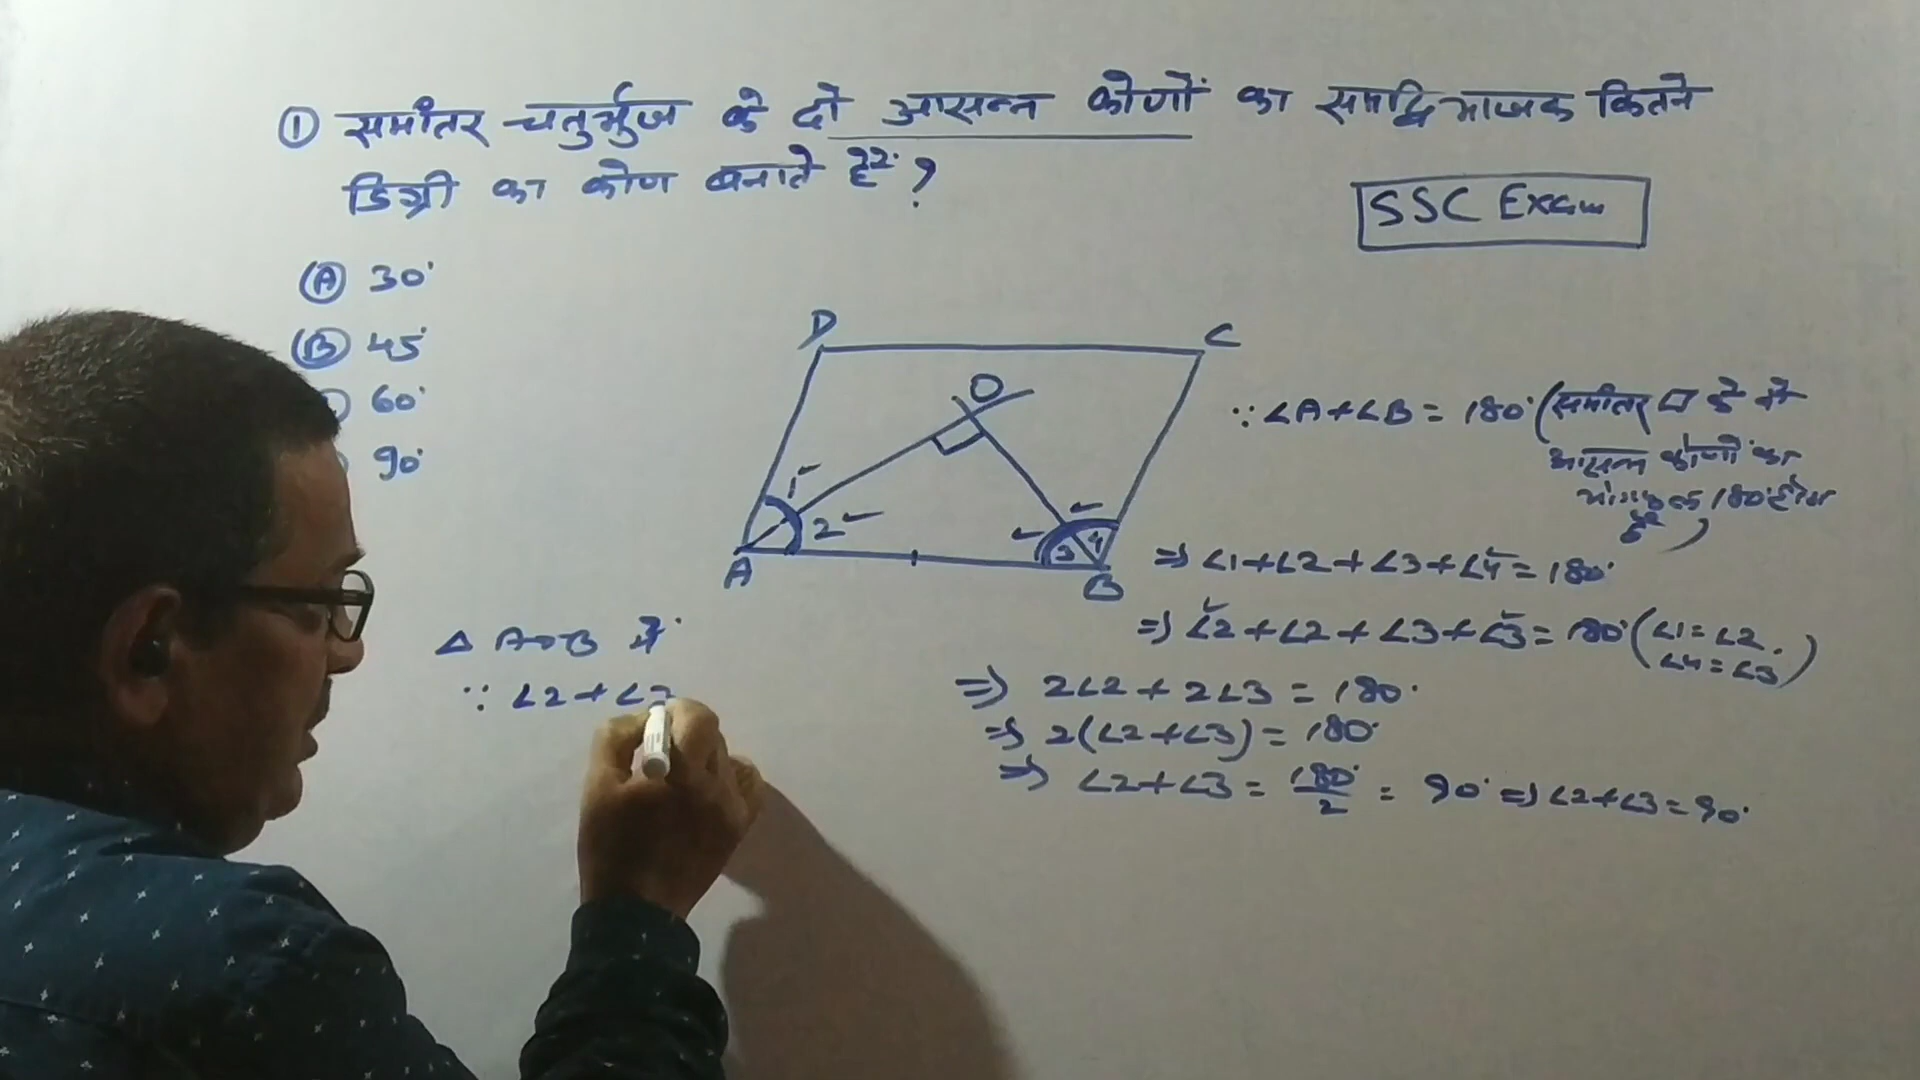 ① समांतर चतुर्भुज के दो आसन्न कोणों का समद्विभाजक कितने
डिग्री का कोण बनाते हैं ?
SSC Exam
(A) 30°
(B) 45°
60°
90°
D
C
O
1
2
3
4
A
B
∵ ∠A+∠B = 180° (समांतर ▱ के दो
आसन्न कोणों का
योगफल 180° होता
है )
⇒ ∠1+∠2+∠3+∠4 = 180°
⇒ ∠2+∠2+∠3+∠3 = 180° (∠1=∠2
∠4=∠3)
⇒ 2∠2 + 2∠3 = 180°
⇒ 2(∠2+∠3) = 180°
⇒ ∠2+∠3 = 180°/2 = 90° ⇒ ∠2+∠3 = 90°
△ AOB में
∵ ∠2+∠3